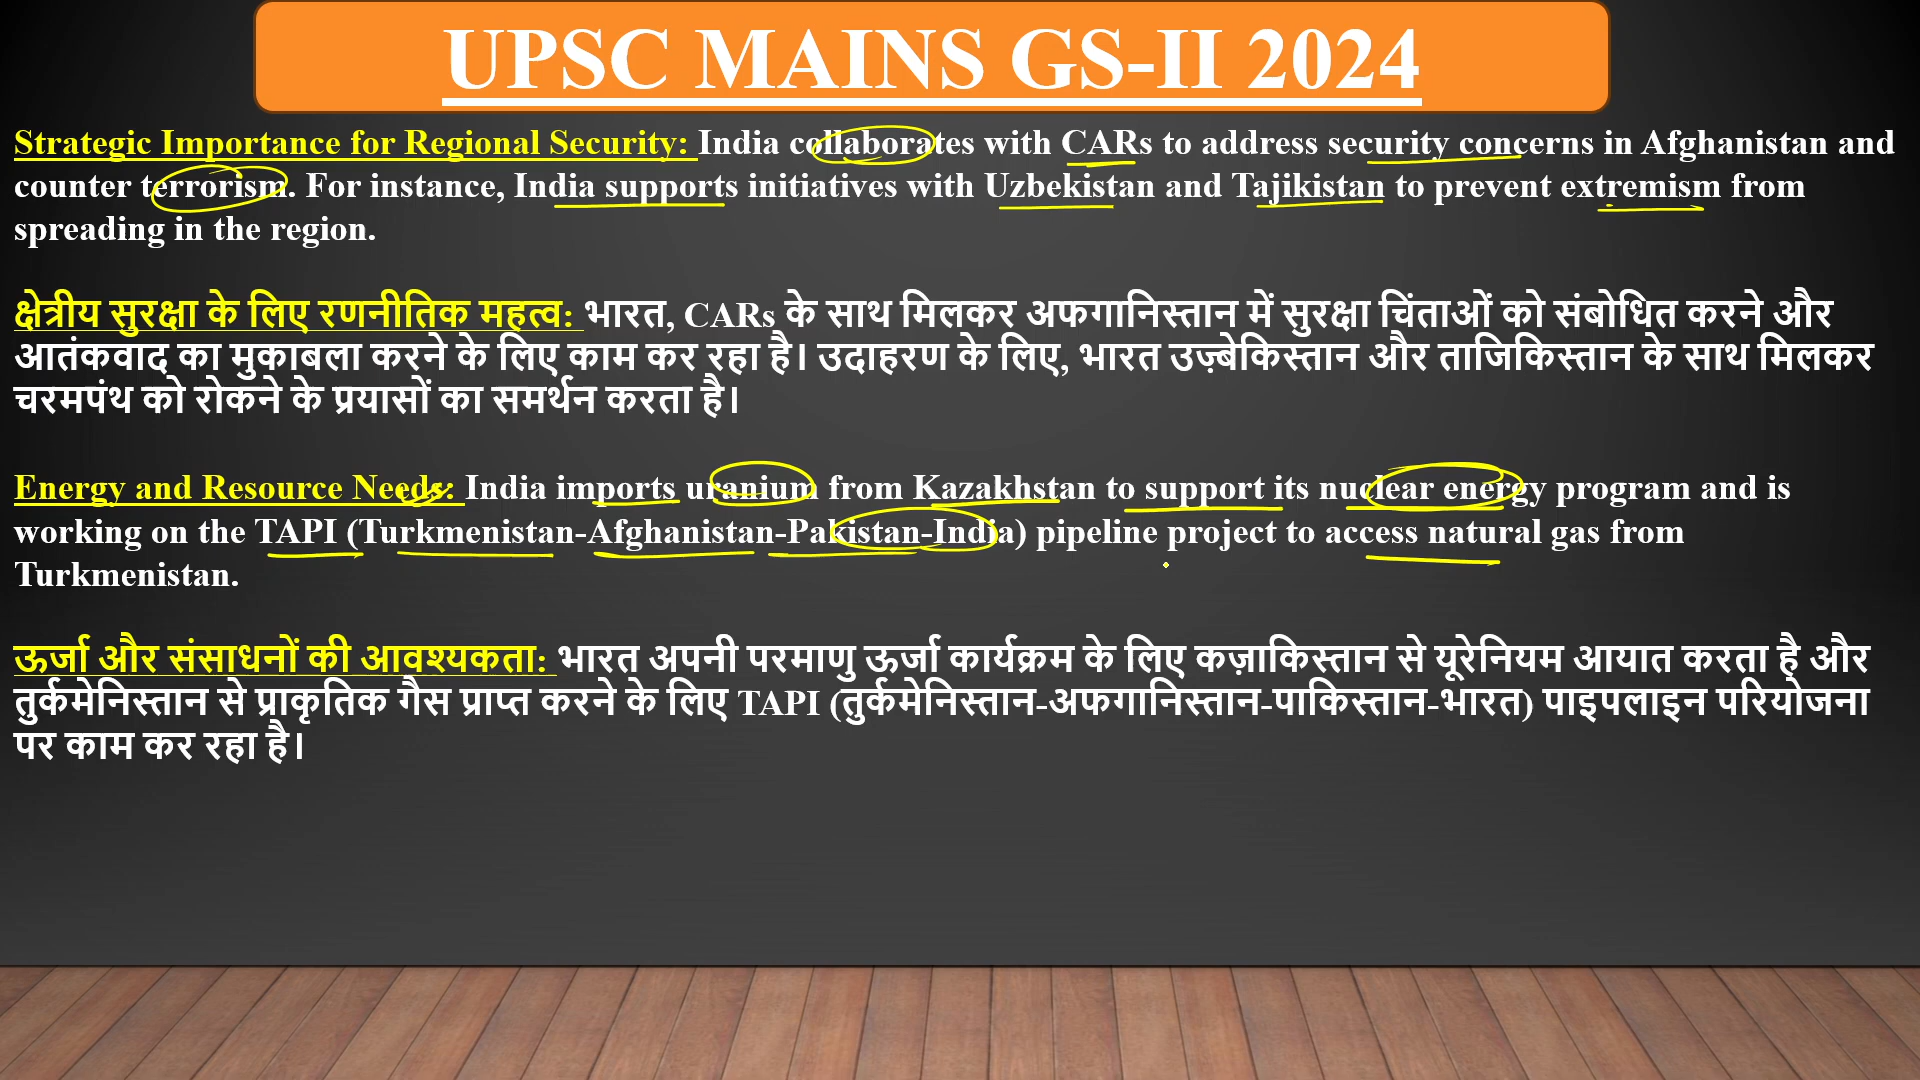 UPSC MAINS GS-II 2024
Strategic Importance for Regional Security: India collaborates with CARs to address security concerns in Afghanistan and
counter terrorism. For instance, India supports initiatives with Uzbekistan and Tajikistan to prevent extremism from
spreading in the region.
क्षेत्रीय सुरक्षा के लिए रणनीतिक महत्व: भारत, CARs के साथ मिलकर अफगानिस्तान में सुरक्षा चिंताओं को संबोधित करने और
आतंकवाद का मुकाबला करने के लिए काम कर रहा है। उदाहरण के लिए, भारत उज़्बेकिस्तान और ताजिकिस्तान के साथ मिलकर
चरमपंथ को रोकने के प्रयासों का समर्थन करता है।
Energy and Resource Needs: India imports uranium from Kazakhstan to support its nuclear energy program and is
working on the TAPI (Turkmenistan-Afghanistan-Pakistan-India) pipeline project to access natural gas from
Turkmenistan.
ऊर्जा और संसाधनों की आवश्यकता: भारत अपनी परमाणु ऊर्जा कार्यक्रम के लिए कज़ाकिस्तान से यूरेनियम आयात करता है और
तुर्कमेनिस्तान से प्राकृतिक गैस प्राप्त करने के लिए TAPI (तुर्कमेनिस्तान-अफगानिस्तान-पाकिस्तान-भारत) पाइपलाइन परियोजना
पर काम कर रहा है।